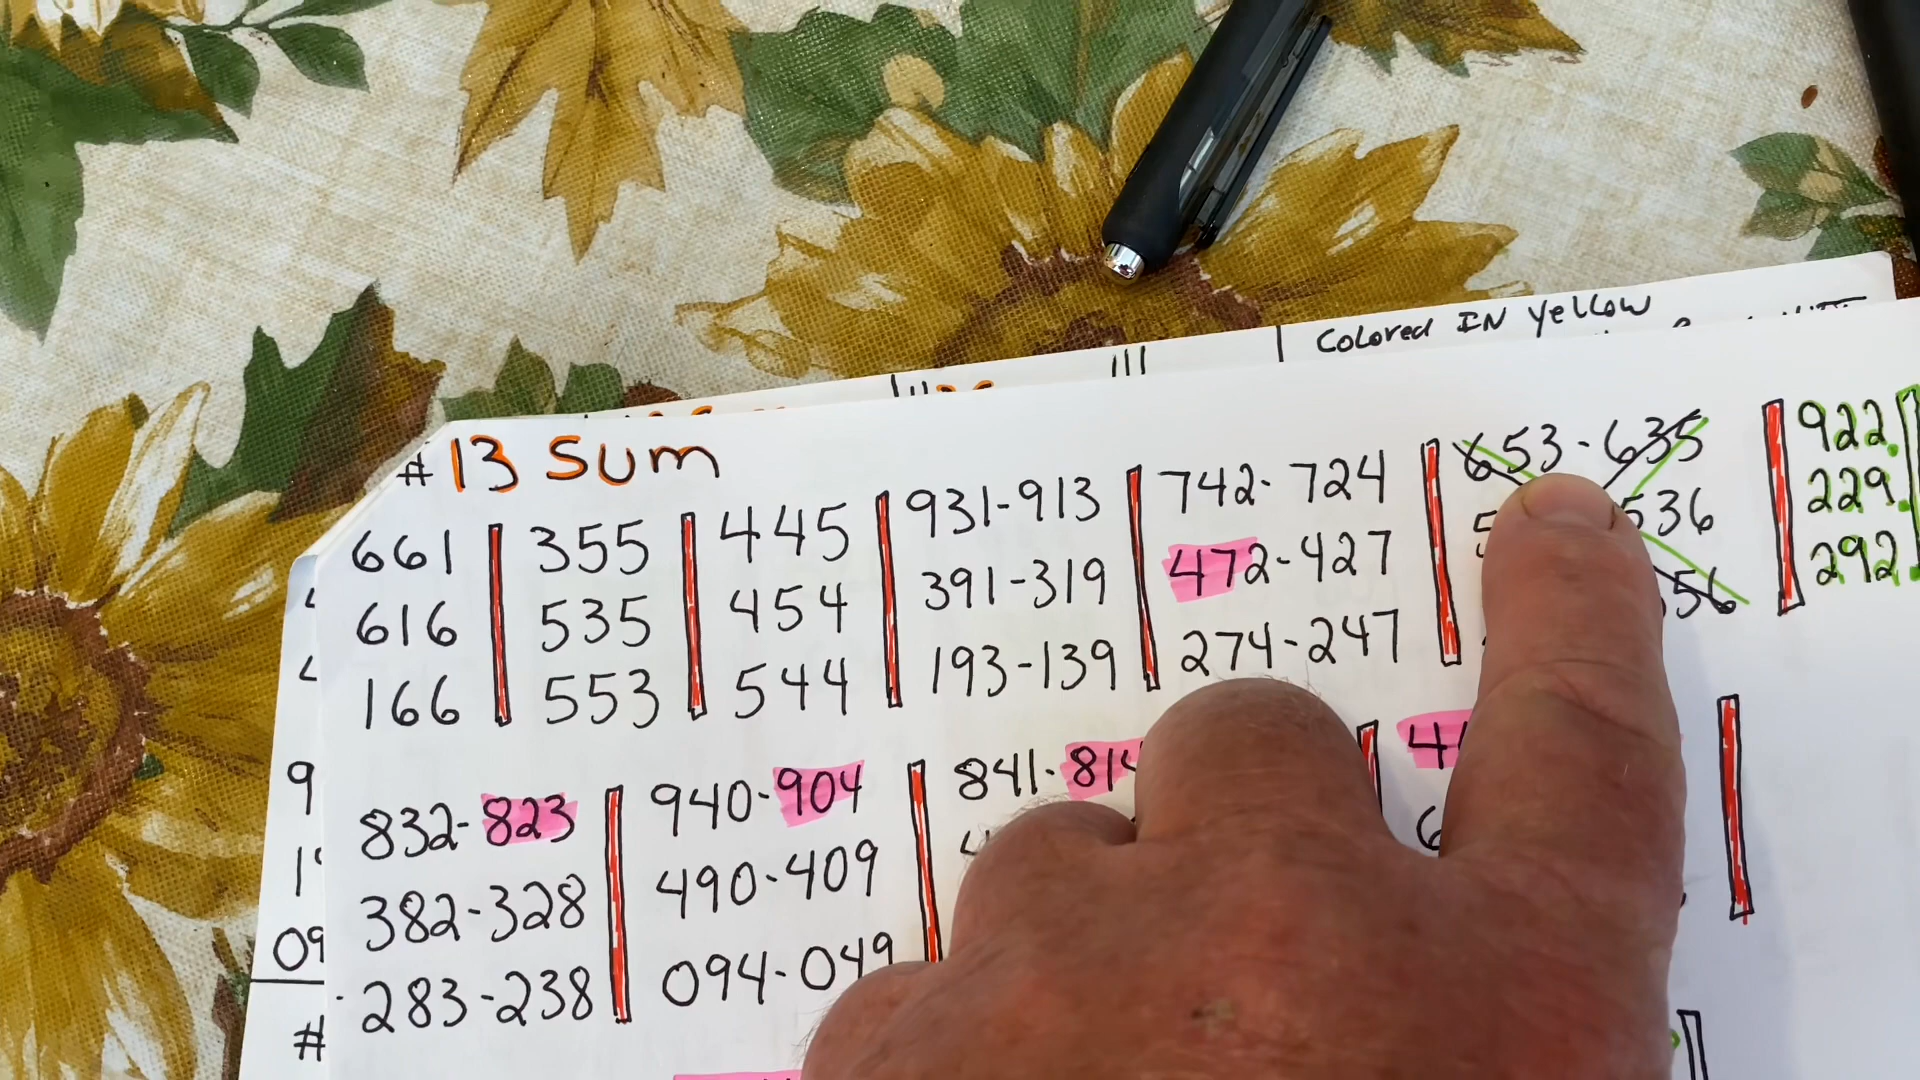 Colored IN yellow
#13 Sum
661 355 445 931-913 742-724 653-635 922
616 535 454 391-319 472-427 536 229
166 553 544 193-139 274-247 292
832-823 940-904 841-814
382-328 490-409
283-238 094-049
09
#